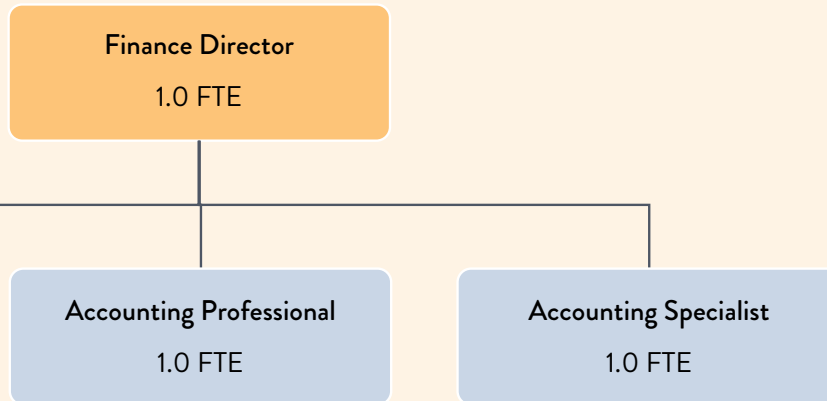 Finance Director
1.0 FTE
Accounting Professional
1.0 FTE
Accounting Specialist
1.0 FTE